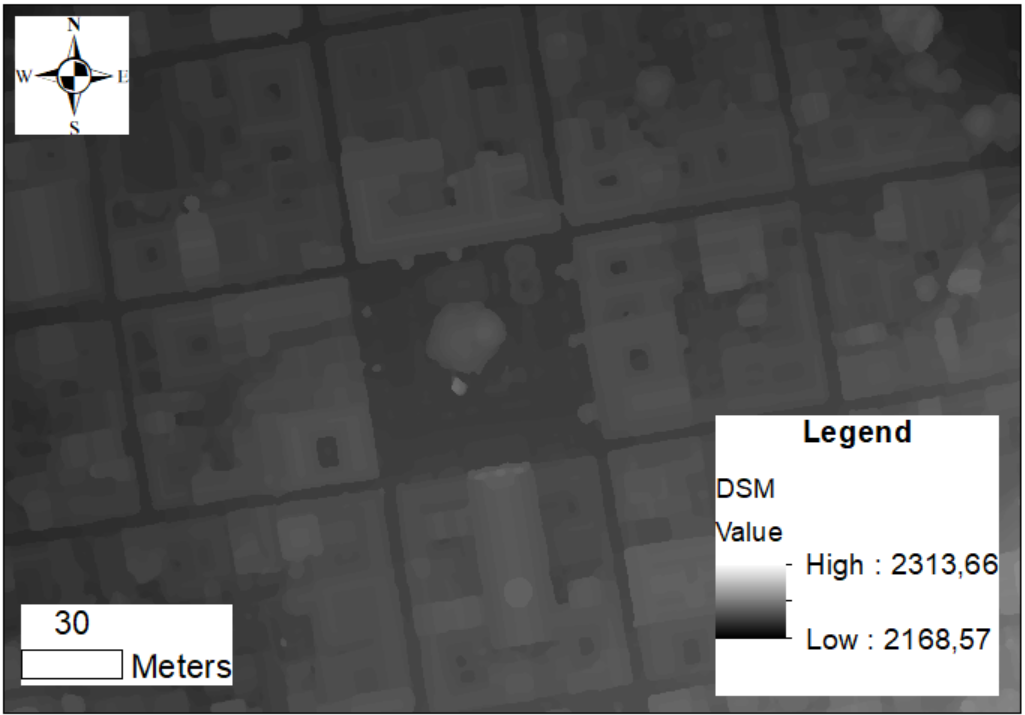 N
W E
S
Legend
DSM
Value
High : 2313,66
Low : 2168,57
30
Meters